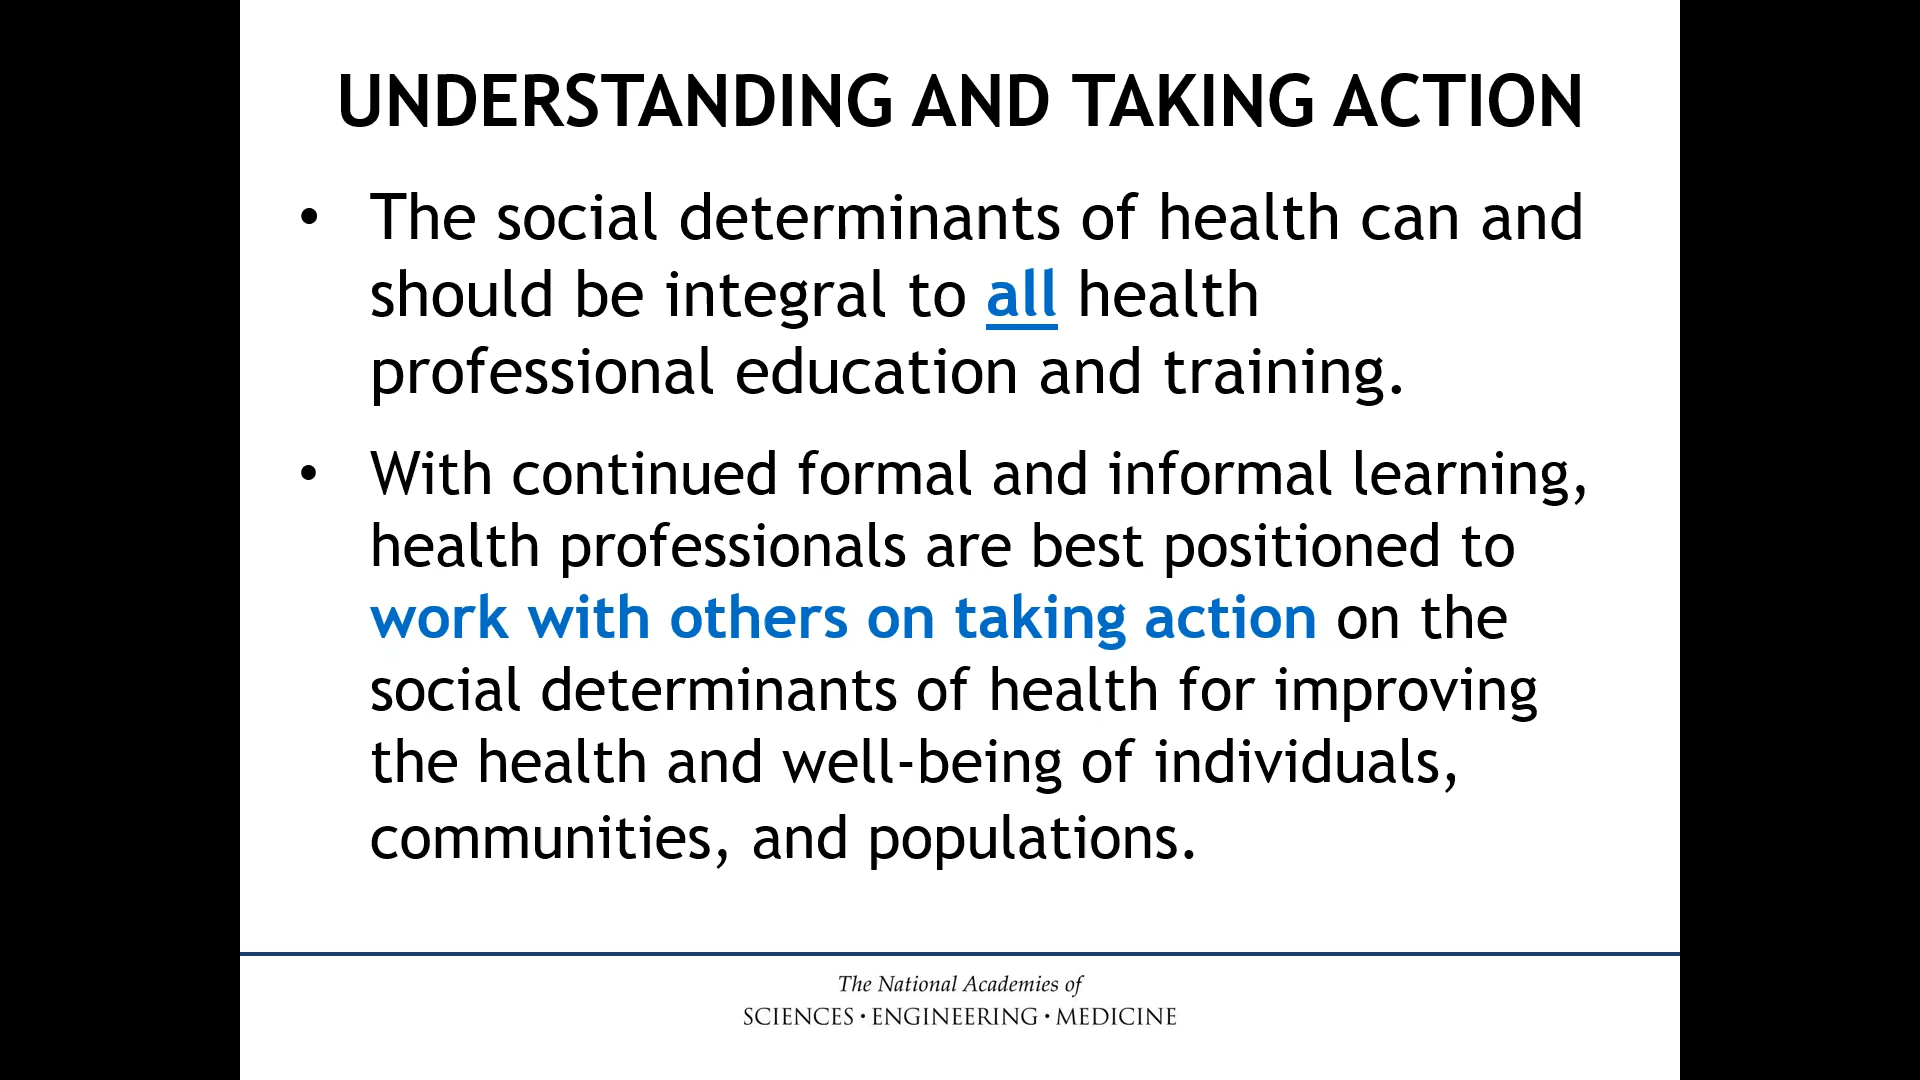 UNDERSTANDING AND TAKING ACTION
• The social determinants of health can and
should be integral to all health
professional education and training.
• With continued formal and informal learning,
health professionals are best positioned to
work with others on taking action on the
social determinants of health for improving
the health and well-being of individuals,
communities, and populations.
The National Academies of
SCIENCES · ENGINEERING · MEDICINE